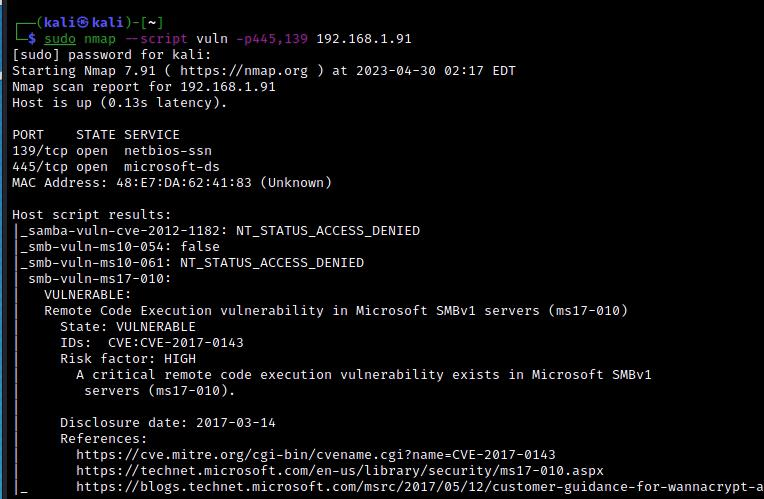 ┌──(kali㉿kali)-[~]
└─$ sudo nmap --script vuln -p445,139 192.168.1.91
[sudo] password for kali:
Starting Nmap 7.91 ( https://nmap.org ) at 2023-04-30 02:17 EDT
Nmap scan report for 192.168.1.91
Host is up (0.13s latency).

PORT    STATE SERVICE
139/tcp open  netbios-ssn
445/tcp open  microsoft-ds
MAC Address: 48:E7:DA:62:41:83 (Unknown)

Host script results:
|_samba-vuln-cve-2012-1182: NT_STATUS_ACCESS_DENIED
|_smb-vuln-ms10-054: false
|_smb-vuln-ms10-061: NT_STATUS_ACCESS_DENIED
| smb-vuln-ms17-010:
|   VULNERABLE:
|   Remote Code Execution vulnerability in Microsoft SMBv1 servers (ms17-010)
|     State: VULNERABLE
|     IDs:  CVE:CVE-2017-0143
|     Risk factor: HIGH
|       A critical remote code execution vulnerability exists in Microsoft SMBv1
|        servers (ms17-010).
|
|     Disclosure date: 2017-03-14
|     References:
|       https://cve.mitre.org/cgi-bin/cvename.cgi?name=CVE-2017-0143
|       https://technet.microsoft.com/en-us/library/security/ms17-010.aspx
|_      https://blogs.technet.microsoft.com/msrc/2017/05/12/customer-guidance-for-wannacrypt-a